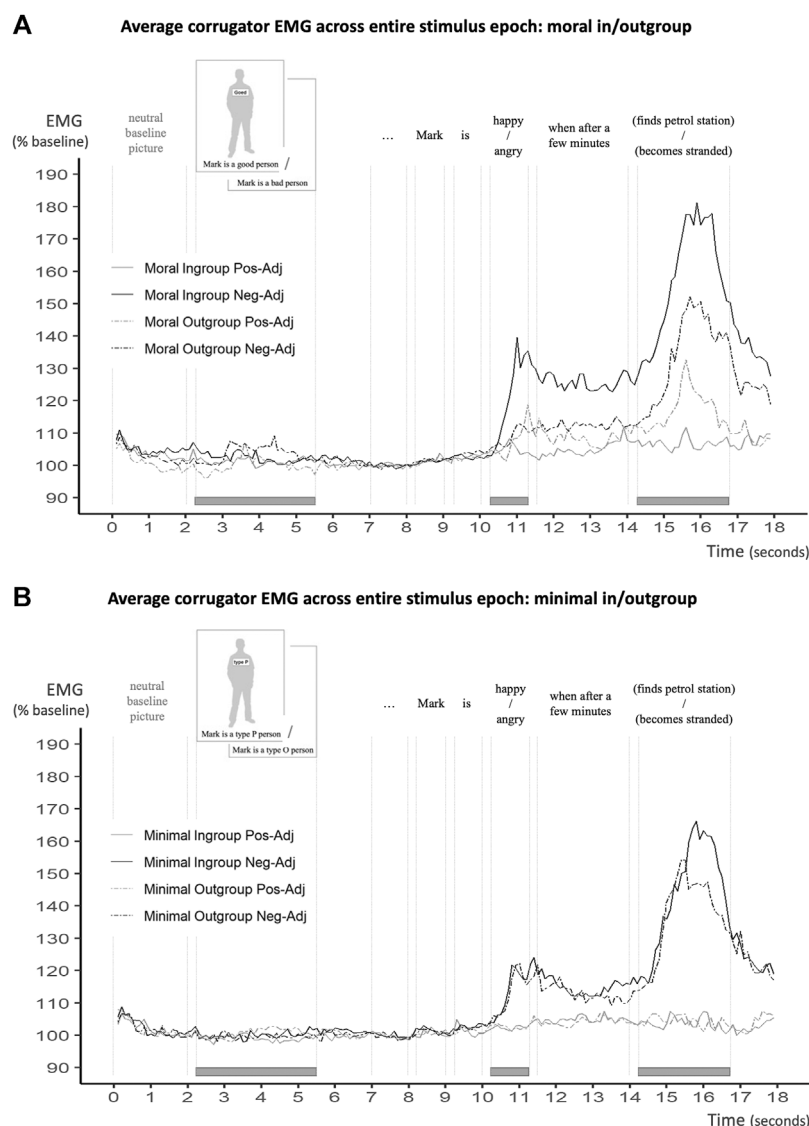 A
Average corrugator EMG across entire stimulus epoch: moral in/outgroup
EMG
(% baseline)
neutral
baseline
picture
Goed
Mark is a good person
/
Mark is a bad person
...
Mark
is
happy
/
angry
when after a
few minutes
(finds petrol station)
/
(becomes stranded)
190
180
170
160
150
140
130
120
110
100
90
Moral Ingroup Pos-Adj
Moral Ingroup Neg-Adj
Moral Outgroup Pos-Adj
Moral Outgroup Neg-Adj
0 1 2 3 4 5 6 7 8 9 10 11 12 13 14 15 16 17 18
Time (seconds)
B
Average corrugator EMG across entire stimulus epoch: minimal in/outgroup
EMG
(% baseline)
neutral
baseline
picture
type P
Mark is a type P person
/
Mark is a type O person
...
Mark
is
happy
/
angry
when after a
few minutes
(finds petrol station)
/
(becomes stranded)
190
180
170
160
150
140
130
120
110
100
90
Minimal Ingroup Pos-Adj
Minimal Ingroup Neg-Adj
Minimal Outgroup Pos-Adj
Minimal Outgroup Neg-Adj
0 1 2 3 4 5 6 7 8 9 10 11 12 13 14 15 16 17 18
Time (seconds)